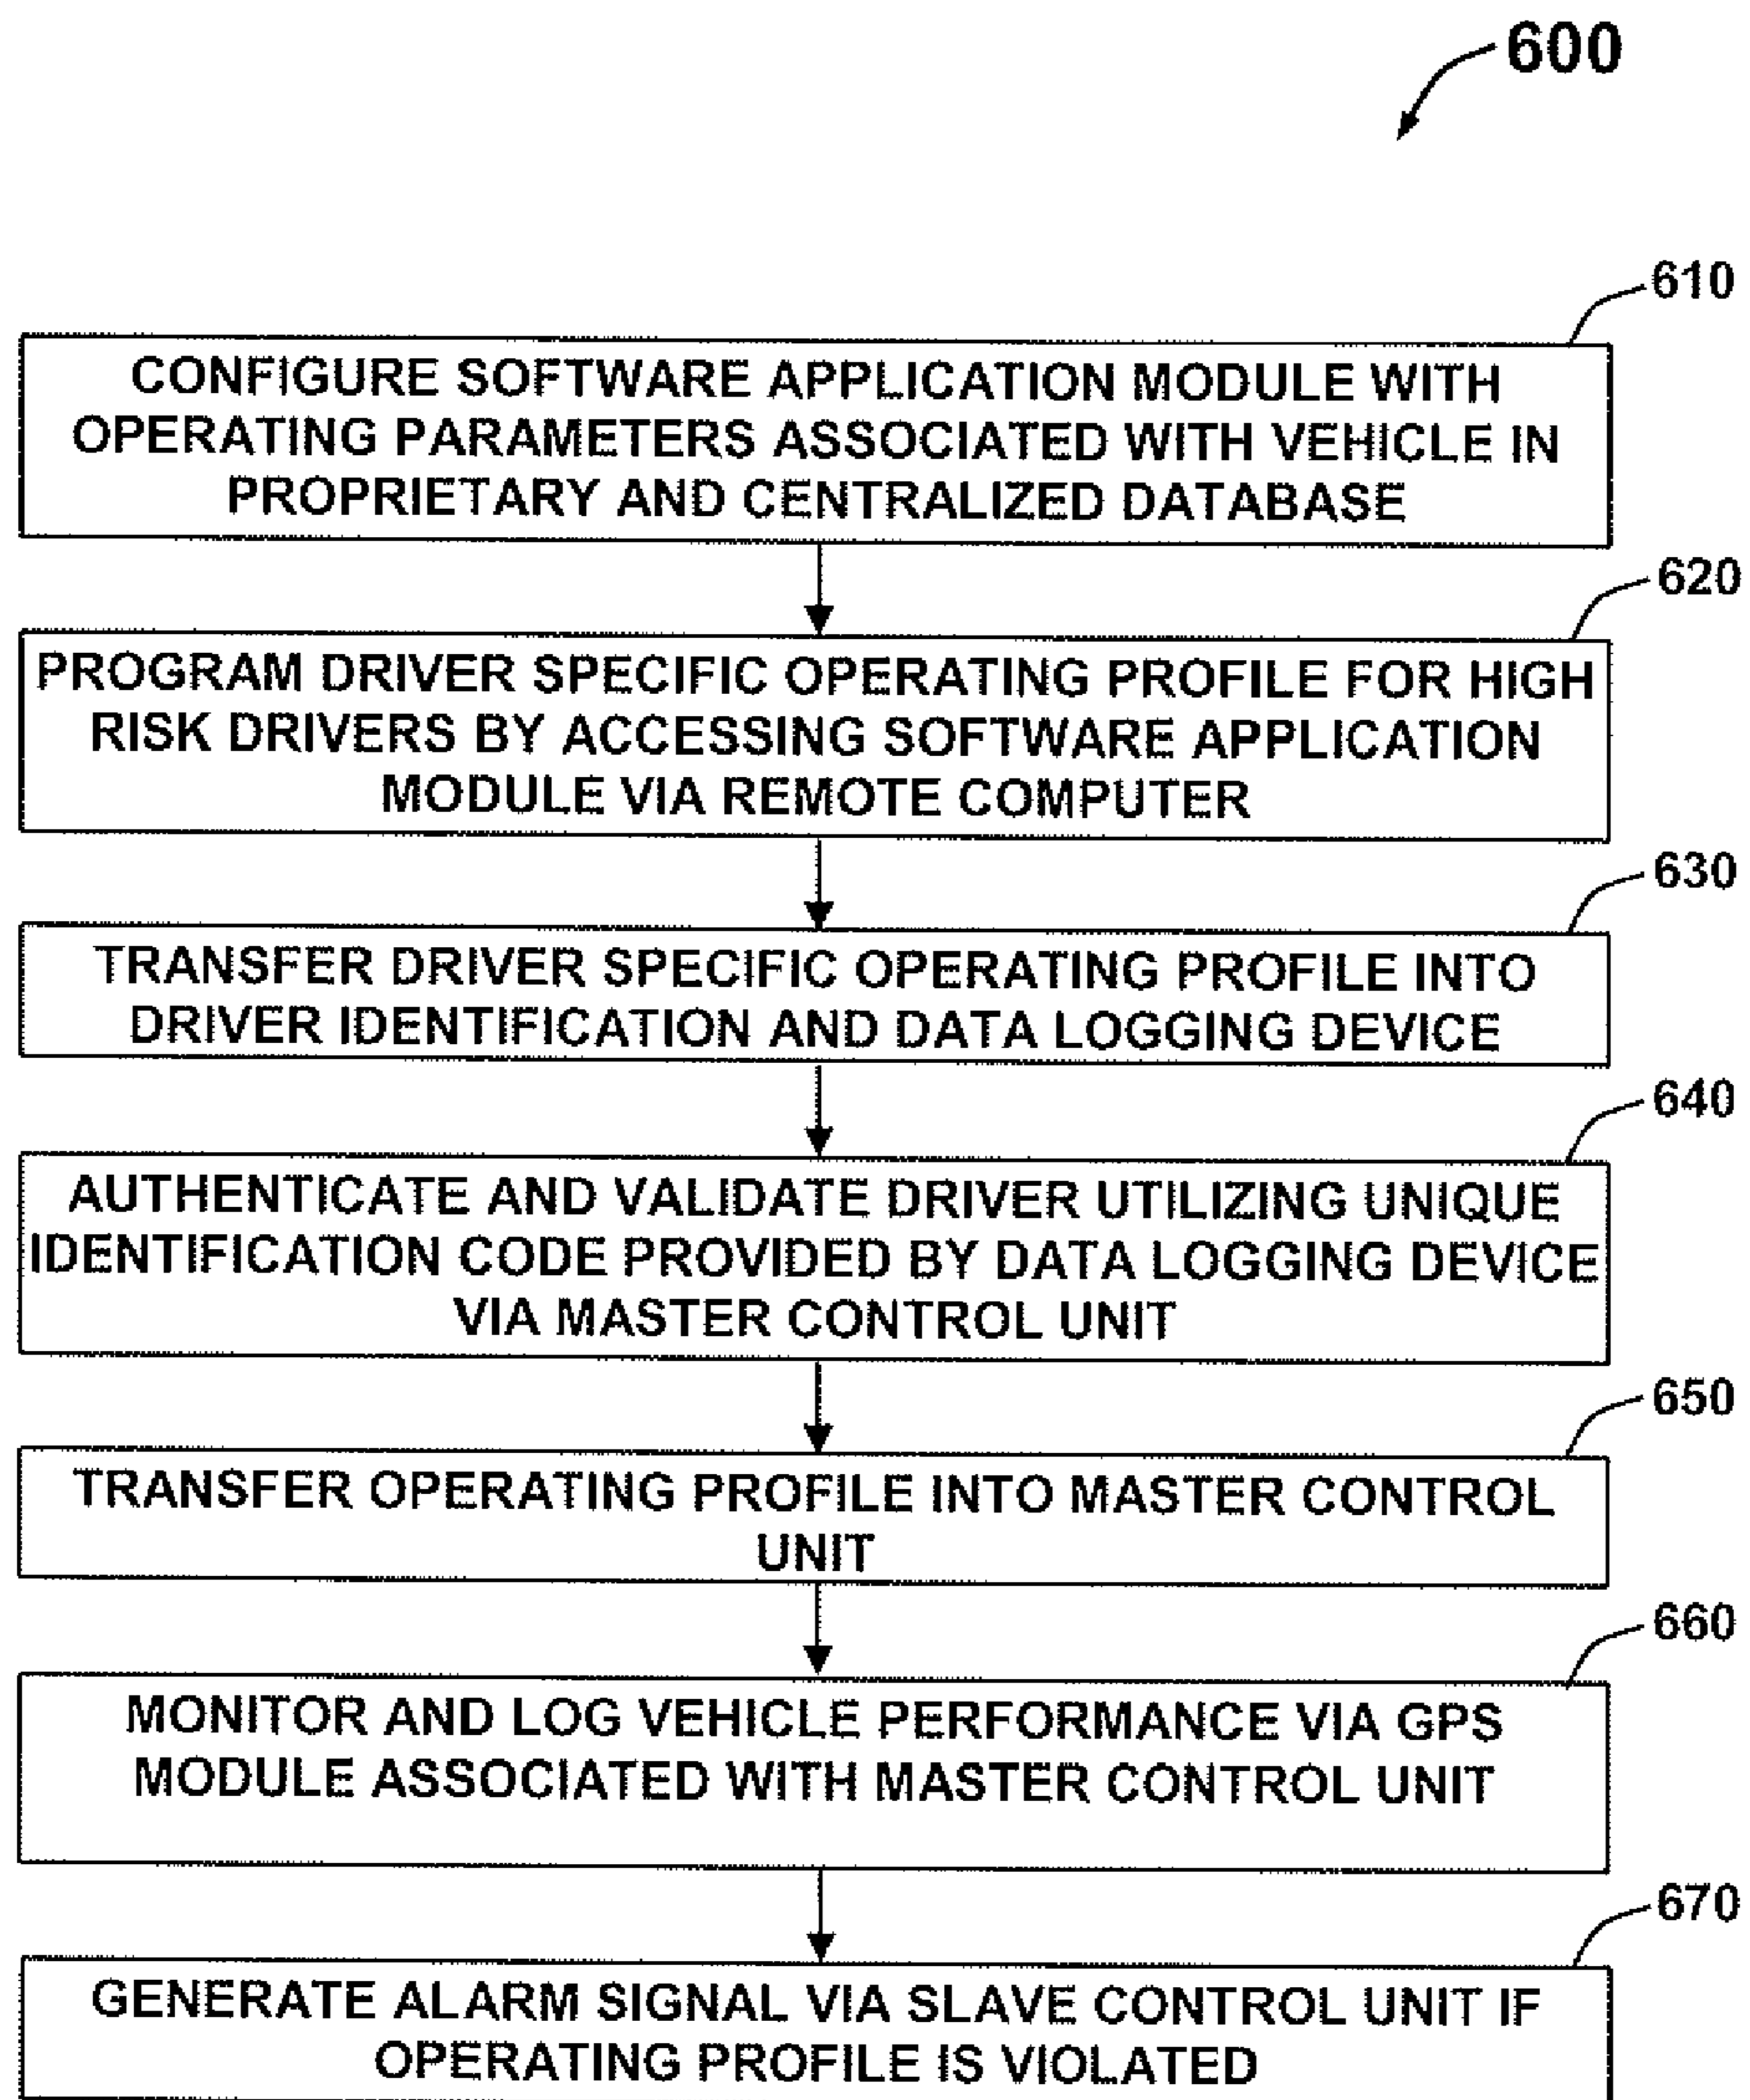 600
610
CONFIGURE SOFTWARE APPLICATION MODULE WITH
OPERATING PARAMETERS ASSOCIATED WITH VEHICLE IN
PROPRIETARY AND CENTRALIZED DATABASE
620
PROGRAM DRIVER SPECIFIC OPERATING PROFILE FOR HIGH
RISK DRIVERS BY ACCESSING SOFTWARE APPLICATION
MODULE VIA REMOTE COMPUTER
630
TRANSFER DRIVER SPECIFIC OPERATING PROFILE INTO
DRIVER IDENTIFICATION AND DATA LOGGING DEVICE
640
AUTHENTICATE AND VALIDATE DRIVER UTILIZING UNIQUE
IDENTIFICATION CODE PROVIDED BY DATA LOGGING DEVICE
VIA MASTER CONTROL UNIT
650
TRANSFER OPERATING PROFILE INTO MASTER CONTROL
UNIT
660
MONITOR AND LOG VEHICLE PERFORMANCE VIA GPS
MODULE ASSOCIATED WITH MASTER CONTROL UNIT
670
GENERATE ALARM SIGNAL VIA SLAVE CONTROL UNIT IF
OPERATING PROFILE IS VIOLATED